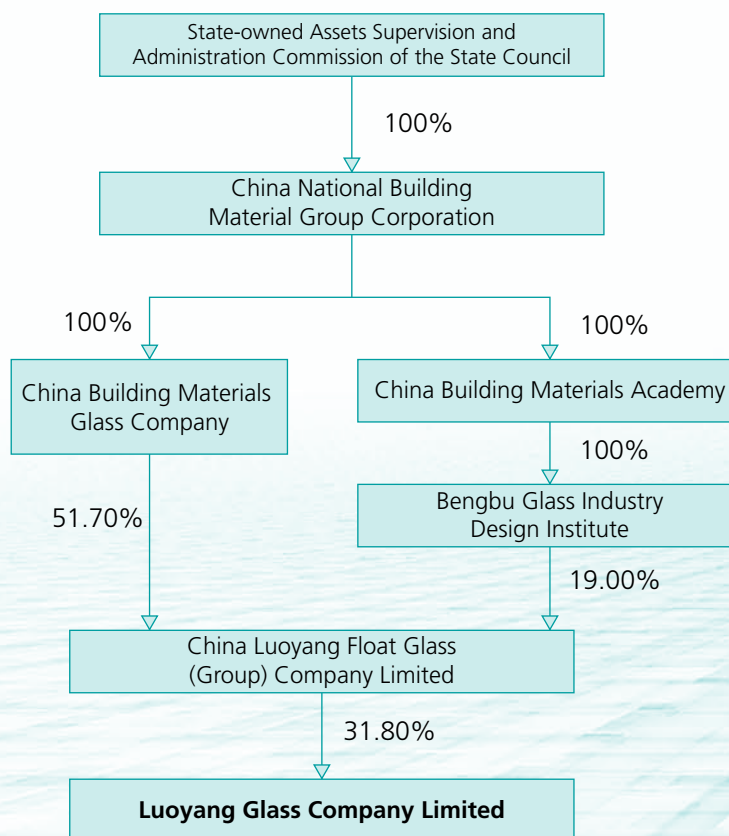 State-owned Assets Supervision and
Administration Commission of the State Council
100%
China National Building
Material Group Corporation
100%
100%
China Building Materials
Glass Company
China Building Materials Academy
100%
51.70%
Bengbu Glass Industry
Design Institute
19.00%
China Luoyang Float Glass
(Group) Company Limited
31.80%
Luoyang Glass Company Limited